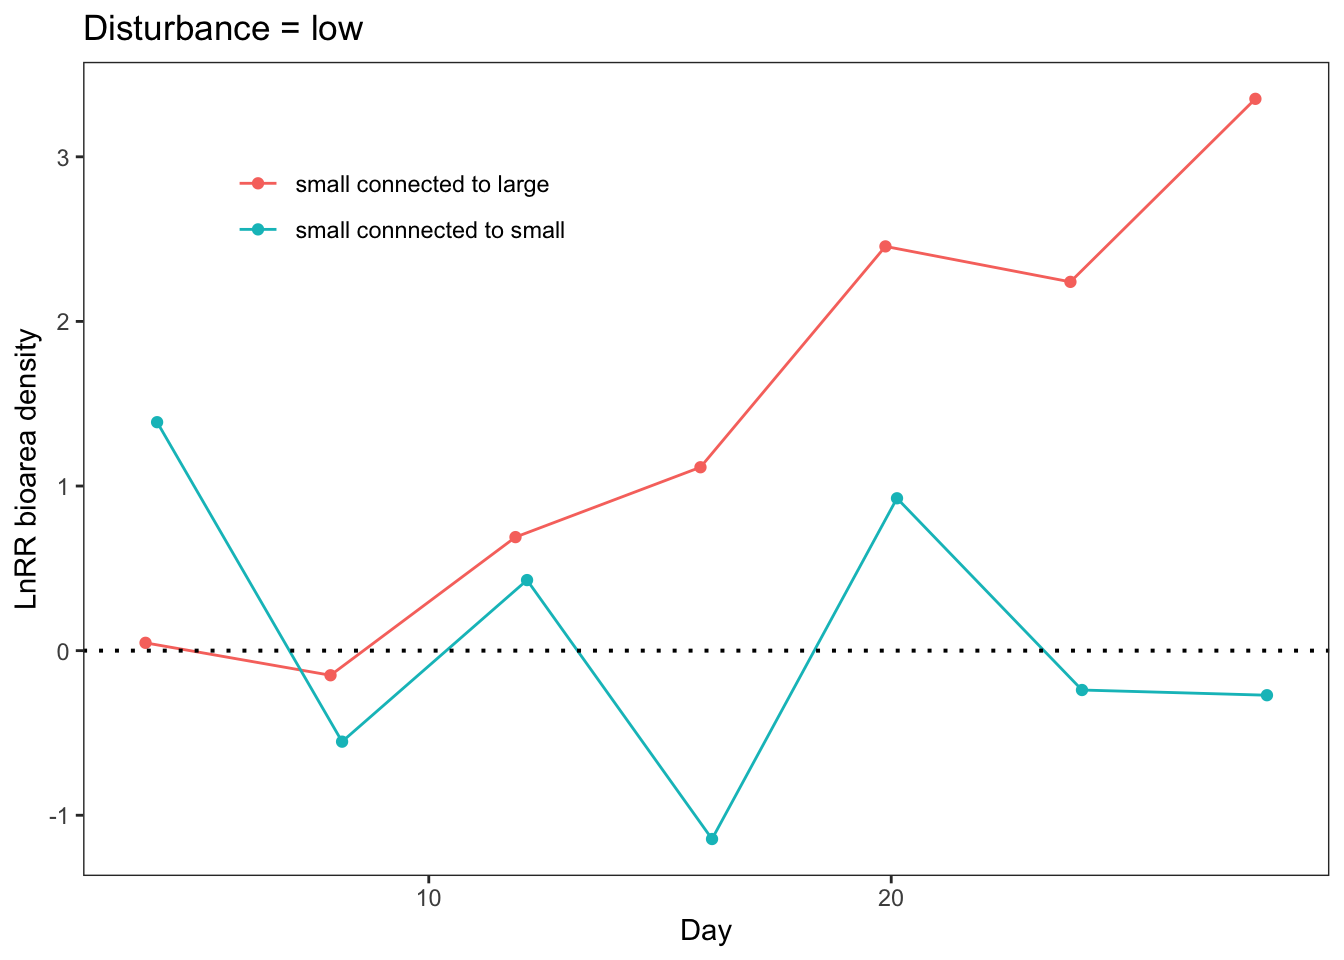 Disturbance = low
3
2
1
0
-1
LnRR bioarea density
small connected to large
small connnected to small
10
20
Day